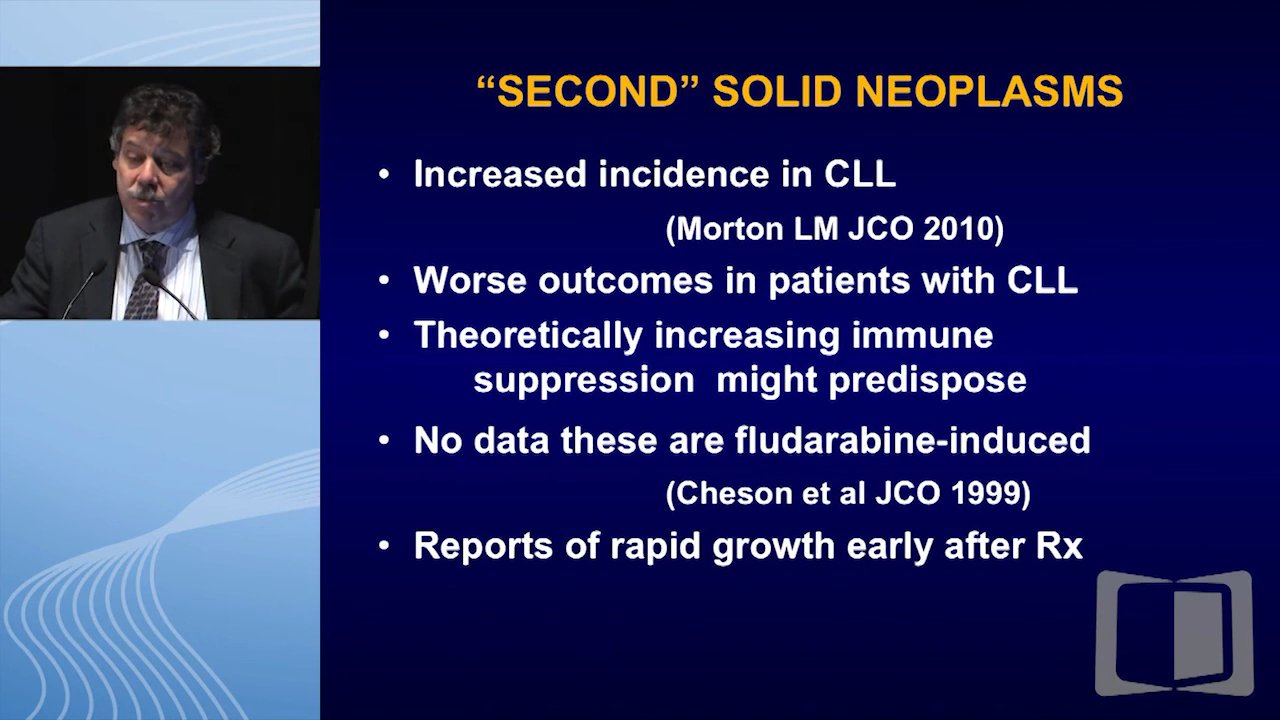 “SECOND” SOLID NEOPLASMS
• Increased incidence in CLL
(Morton LM JCO 2010)
• Worse outcomes in patients with CLL
• Theoretically increasing immune
suppression might predispose
• No data these are fludarabine-induced
(Cheson et al JCO 1999)
• Reports of rapid growth early after Rx